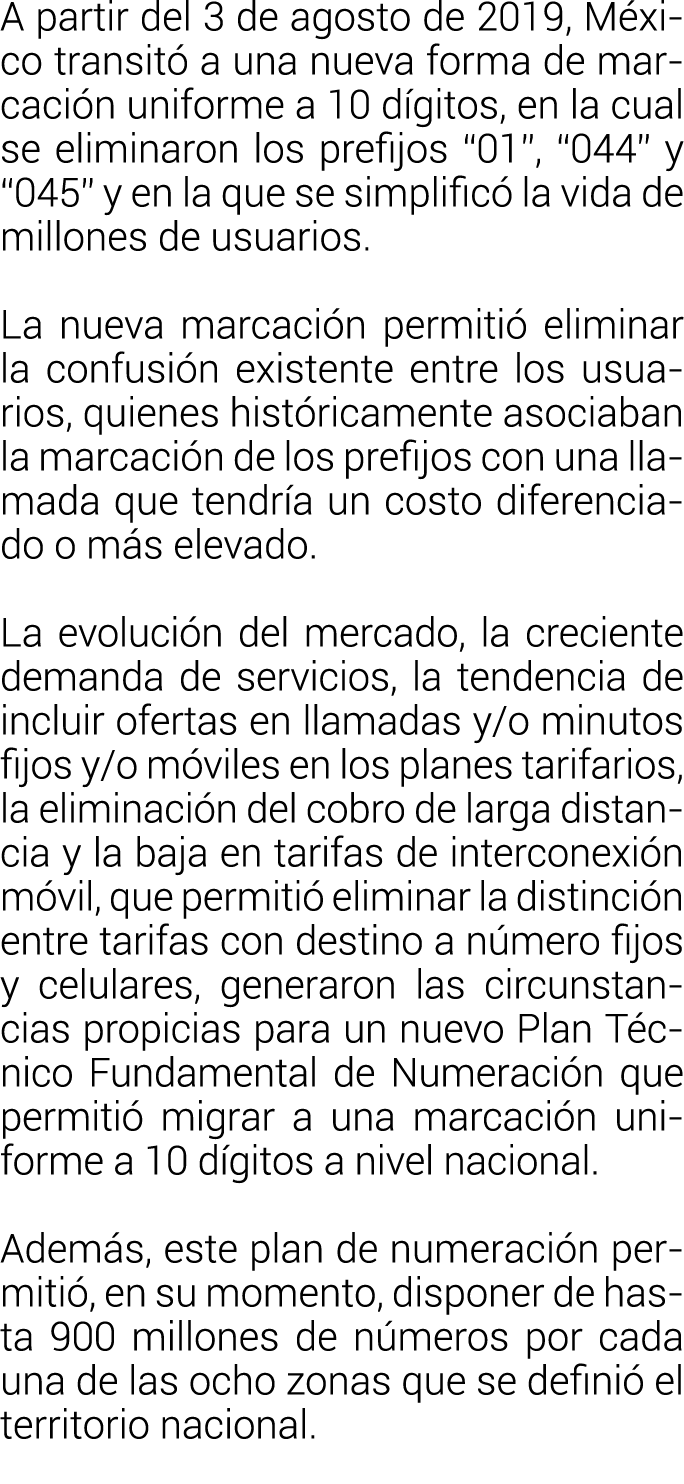 A partir del 3 de agosto de 2019, Méxi-
co transitó a una nueva forma de mar-
cación uniforme a 10 dígitos, en la cual
se eliminaron los prefijos “01”, “044” y
“045” y en la que se simplificó la vida de
millones de usuarios.
La nueva marcación permitió eliminar
la confusión existente entre los usua-
rios, quienes históricamente asociaban
la marcación de los prefijos con una lla-
mada que tendría un costo diferencia-
do o más elevado.
La evolución del mercado, la creciente
demanda de servicios, la tendencia de
incluir ofertas en llamadas y/o minutos
fijos y/o móviles en los planes tarifarios,
la eliminación del cobro de larga distan-
cia y la baja en tarifas de interconexión
móvil, que permitió eliminar la distinción
entre tarifas con destino a número fijos
y celulares, generaron las circunstan-
cias propicias para un nuevo Plan Téc-
nico Fundamental de Numeración que
permitió migrar a una marcación uni-
forme a 10 dígitos a nivel nacional.
Además, este plan de numeración per-
mitió, en su momento, disponer de has-
ta 900 millones de números por cada
una de las ocho zonas que se definió el
territorio nacional.